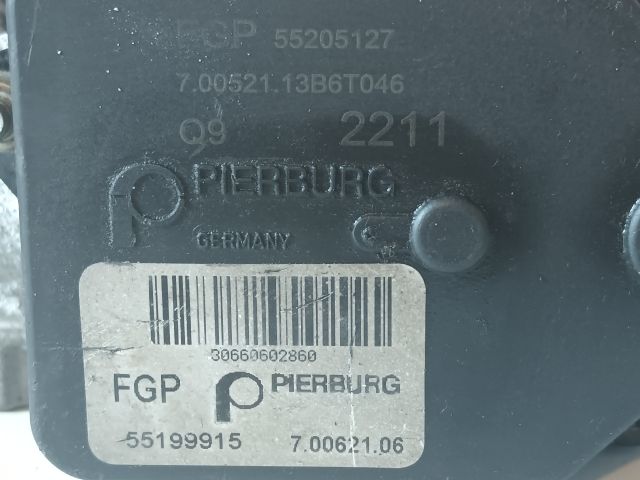 FGP 55205127
7.00521.13B6T046
Q9 2211
PIERBURG
GERMANY
30660602860
FGP PIERBURG
55199915 7.00621.06